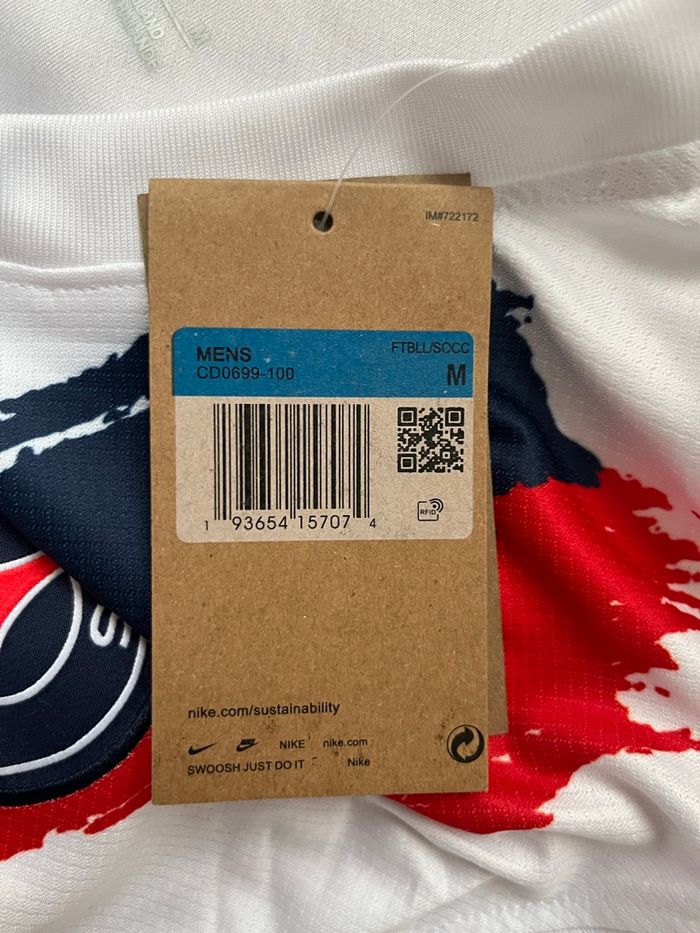 M
IM#722172
MENS
FTBLL/SOCC
CD0699-100
M
1 93654 15707 4
RFID
nike.com/sustainability
NIKE nike.com
SWOOSH JUST DO IT Nike
S